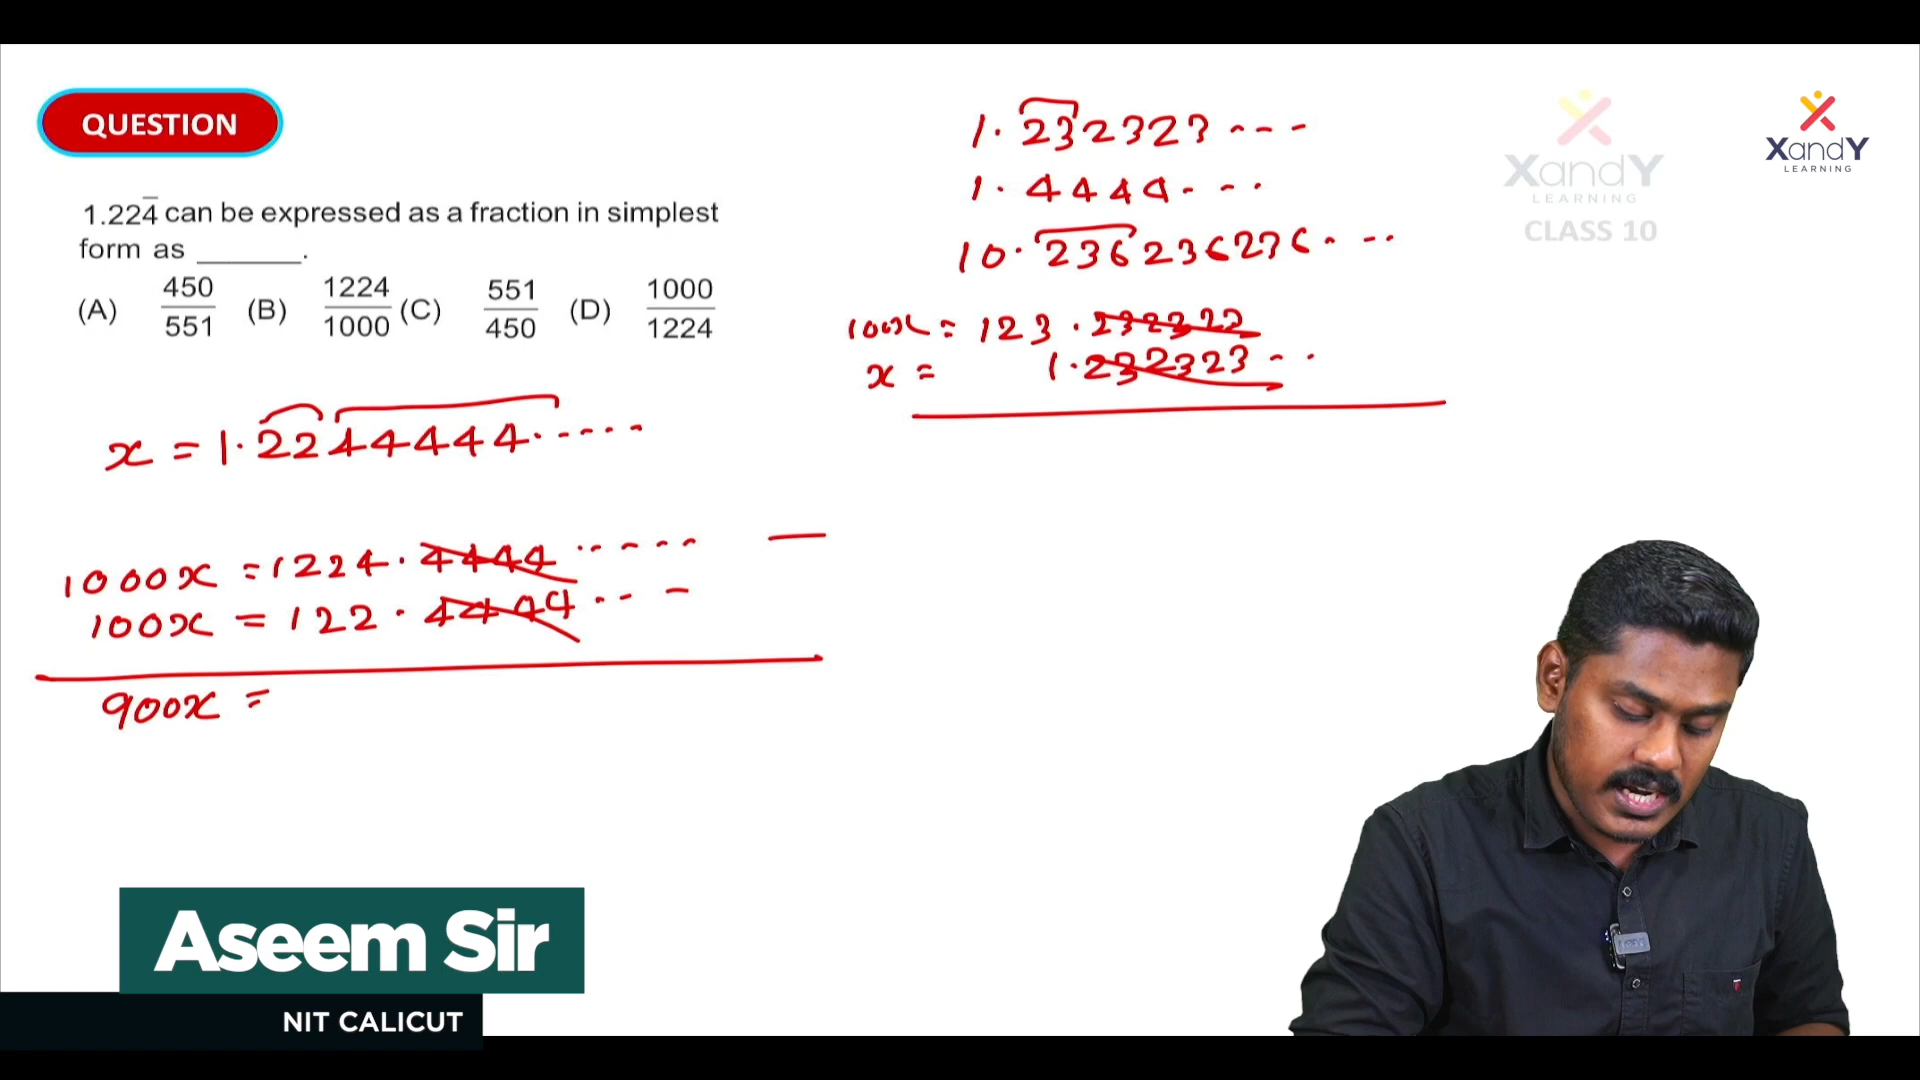 QUESTION
1.224̅ can be expressed as a fraction in simplest
form as _______.
(A) 450/551 (B) 1224/1000 (C) 551/450 (D) 1000/1224
x = 1.2244444.....
1000x = 1224.4444.....
100x = 122.4444...
900x =
1.232323---
1.4444---
10.236236236---
100x = 123.232323
x = 1.232323--
XandY
LEARNING
CLASS 10
XandY
LEARNING
Aseem Sir
NIT CALICUT